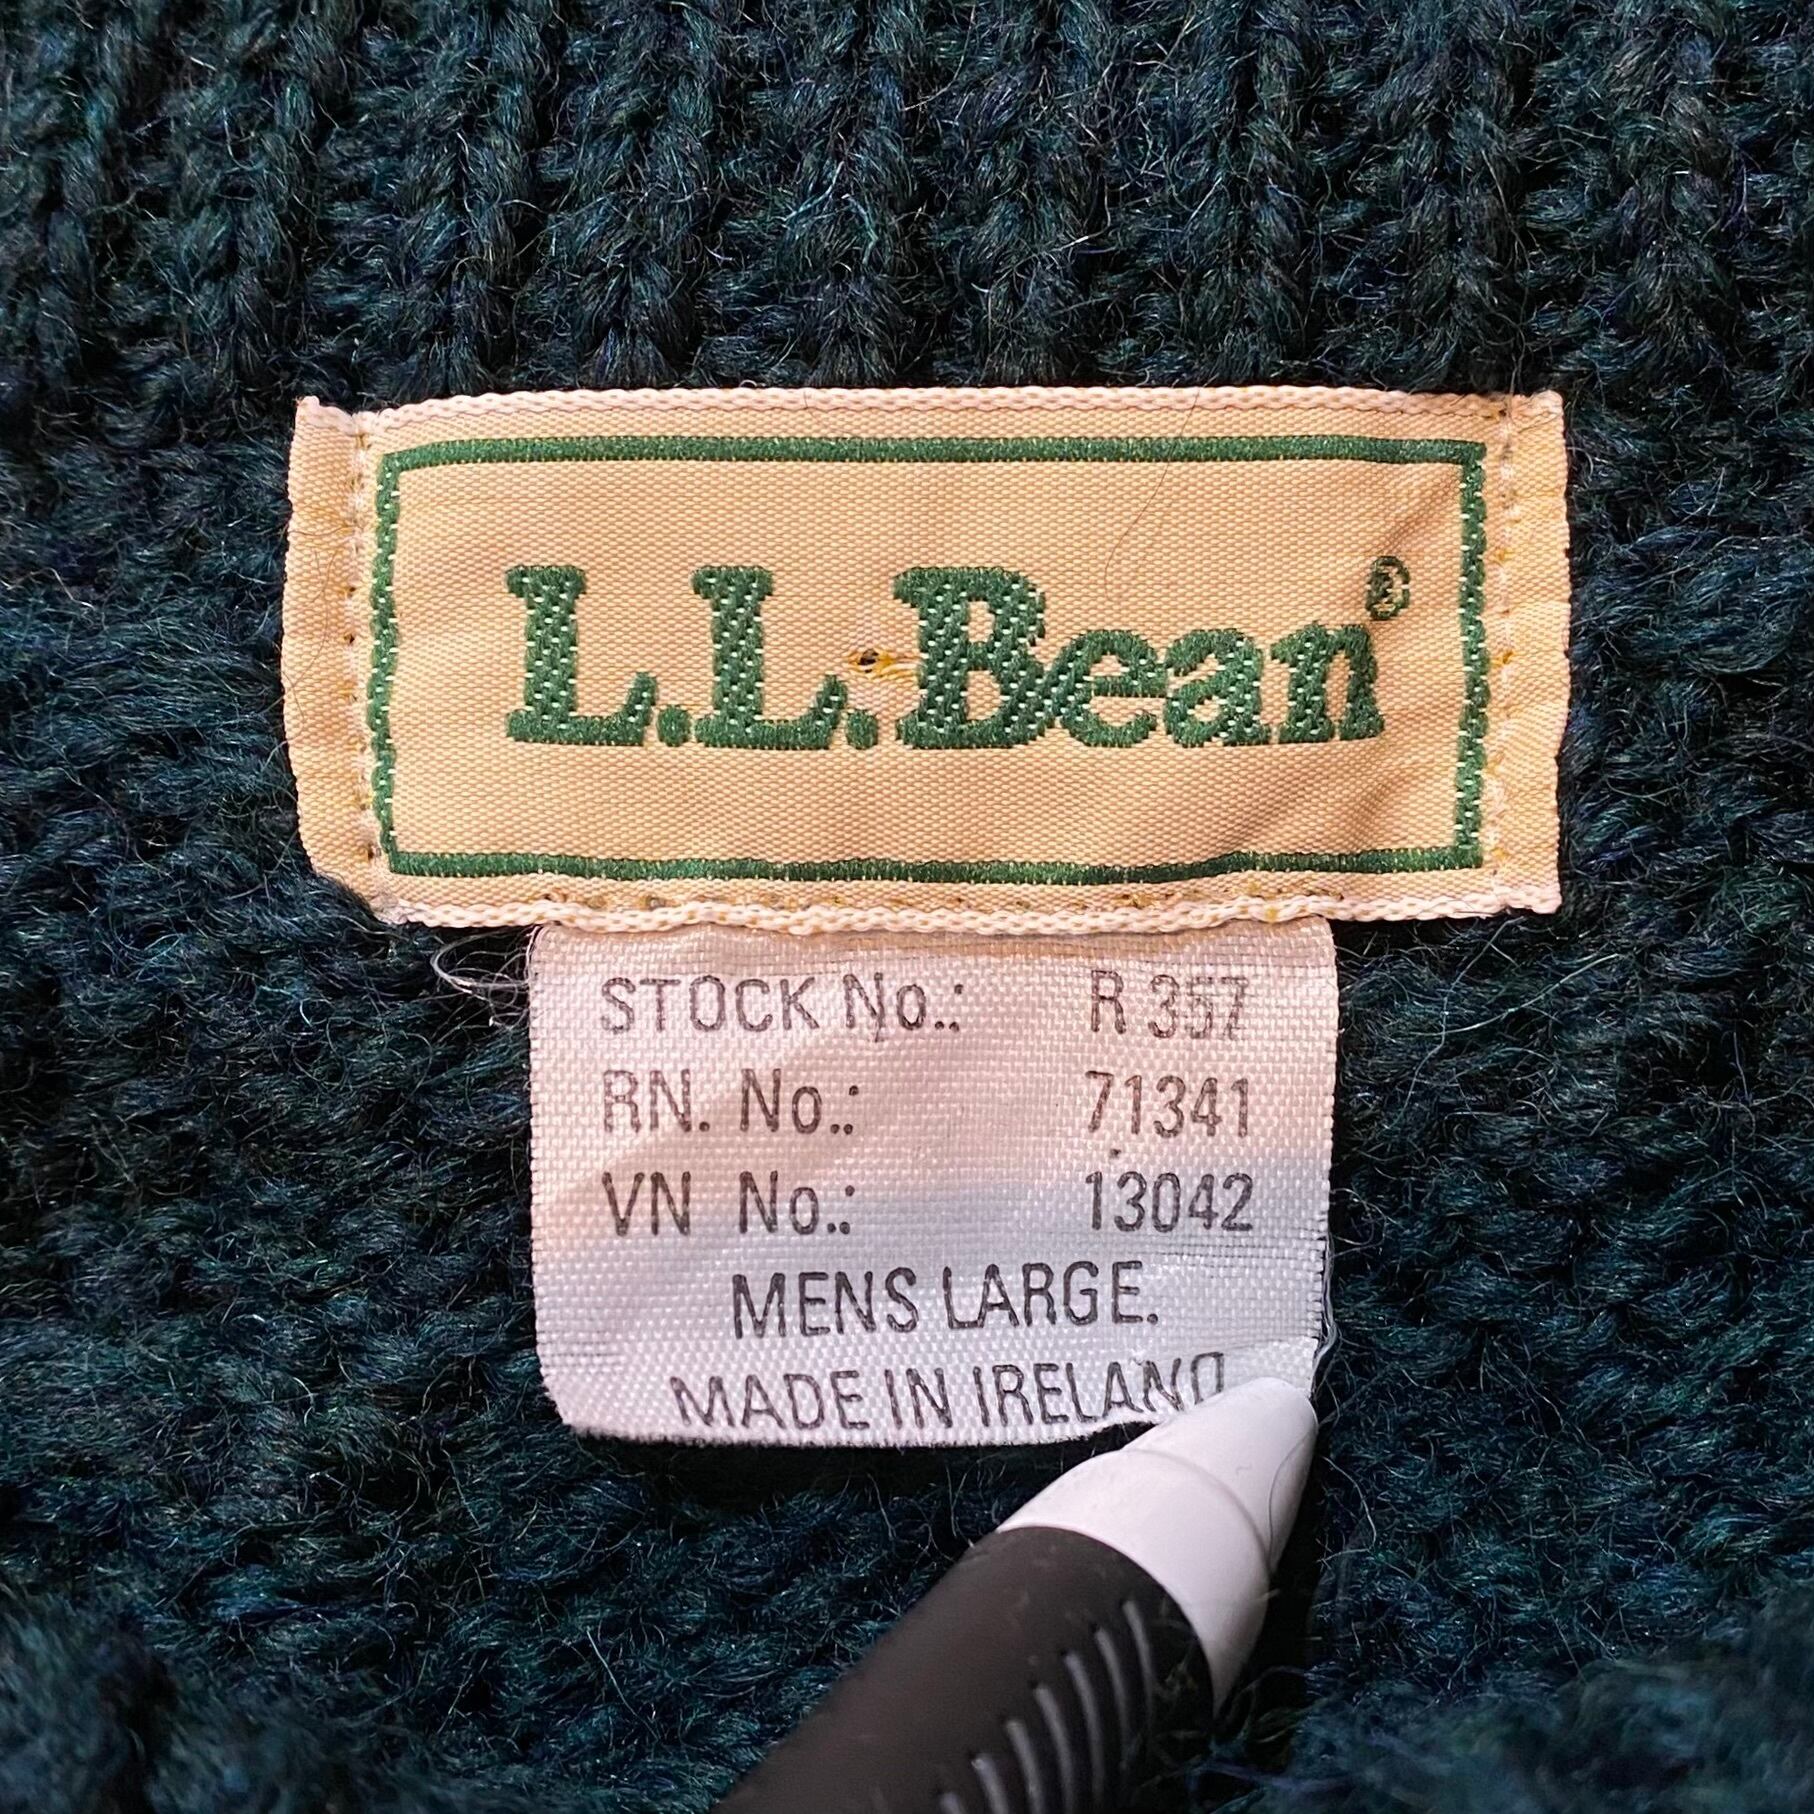 L.L.Bean®
STOCK No.: R 357
RN. No.: 71341
VN No.: 13042
MENS LARGE.
MADE IN IRELAND